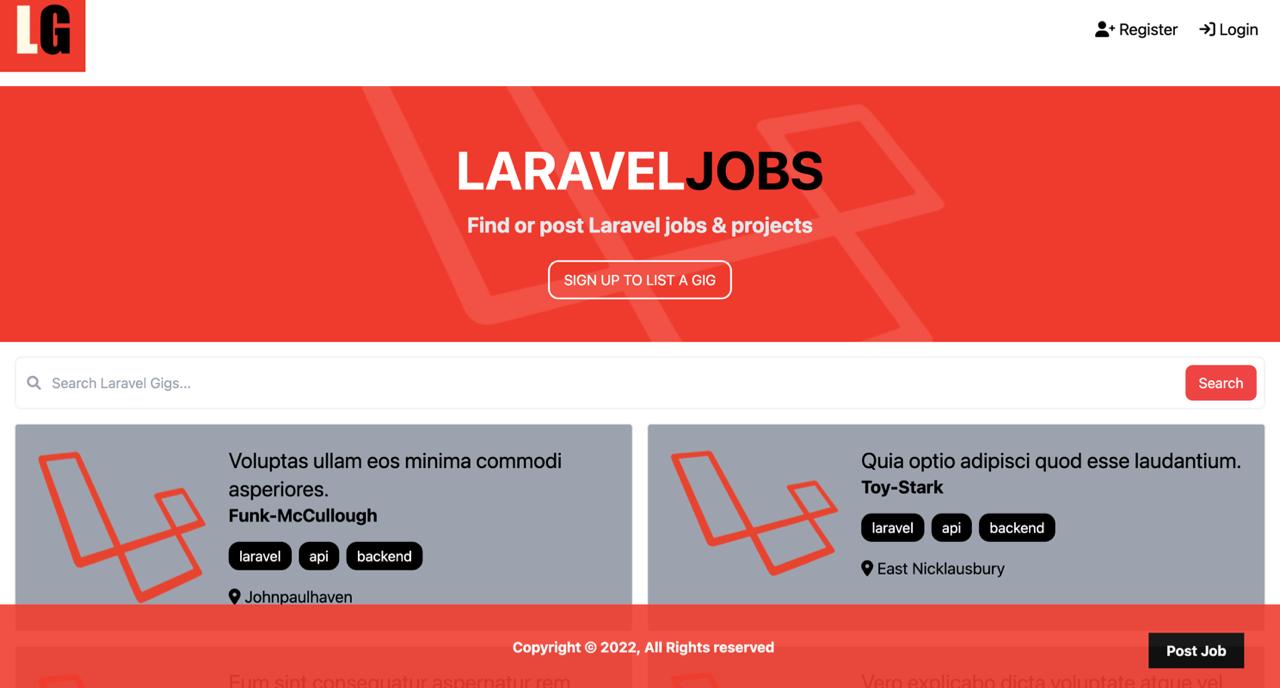 LG
Register Login
LARAVELJOBS
Find or post Laravel jobs & projects
SIGN UP TO LIST A GIG
Search Laravel Gigs...
Search
Voluptas ullam eos minima commodi
asperiores.
Funk-McCullough
laravel api backend
Johnpaulhaven
Quia optio adipisci quod esse laudantium.
Toy-Stark
laravel api backend
East Nicklausbury
Copyright © 2022, All Rights reserved
Post Job
Eum sint consequatur aspernatur rem
Vero explicabo dicta voluptate atque vel